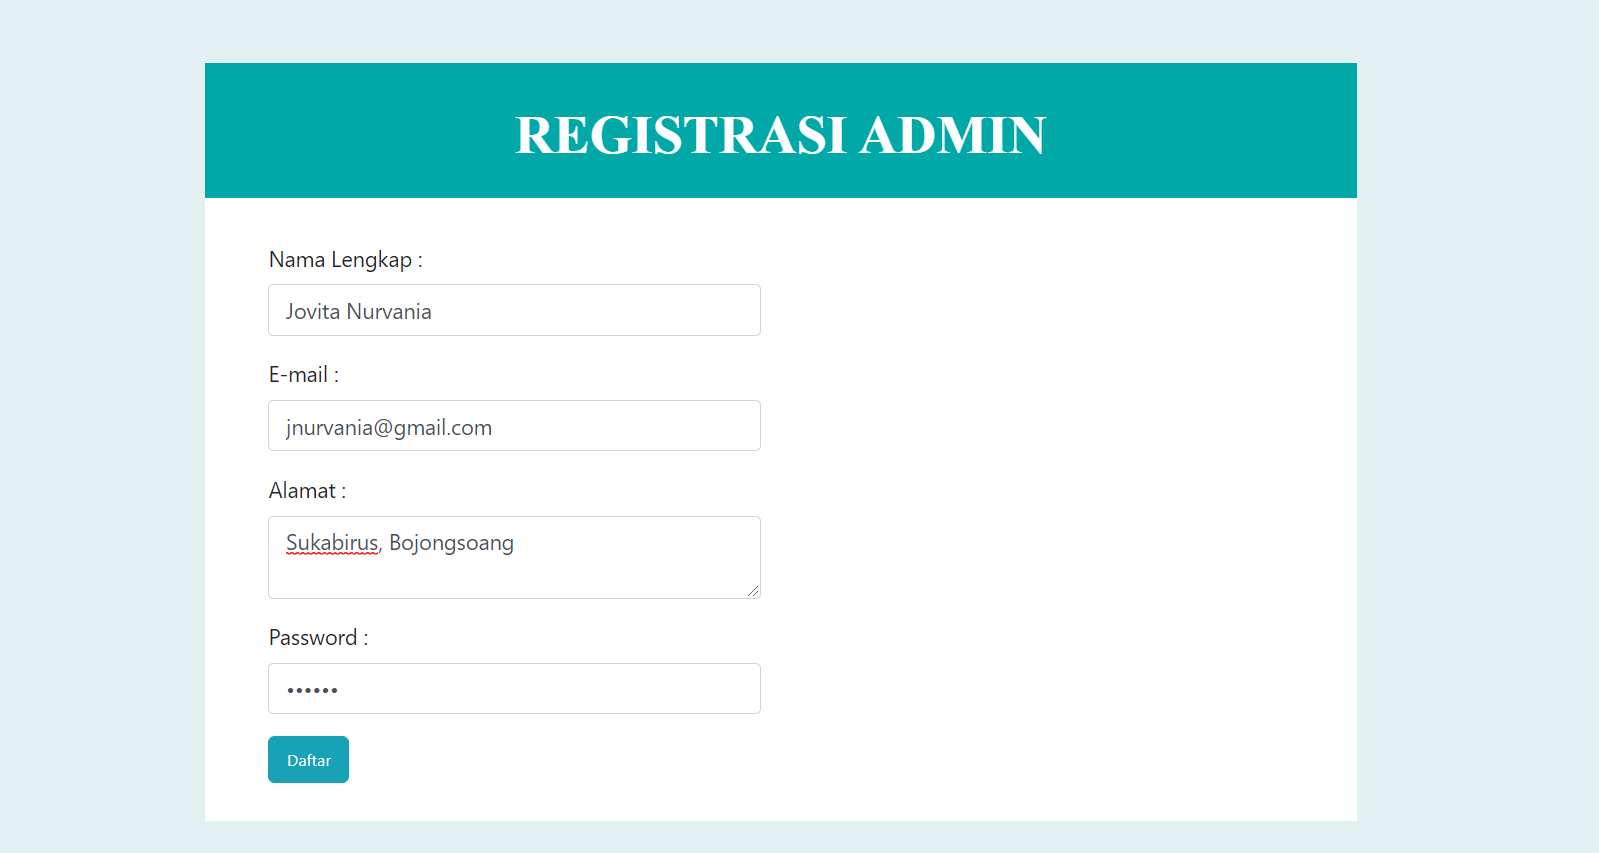 REGISTRASI ADMIN
Nama Lengkap :
Jovita Nurvania
E-mail :
jnurvania@gmail.com
Alamat :
Sukabirus, Bojongsoang
Password :
••••••
Daftar